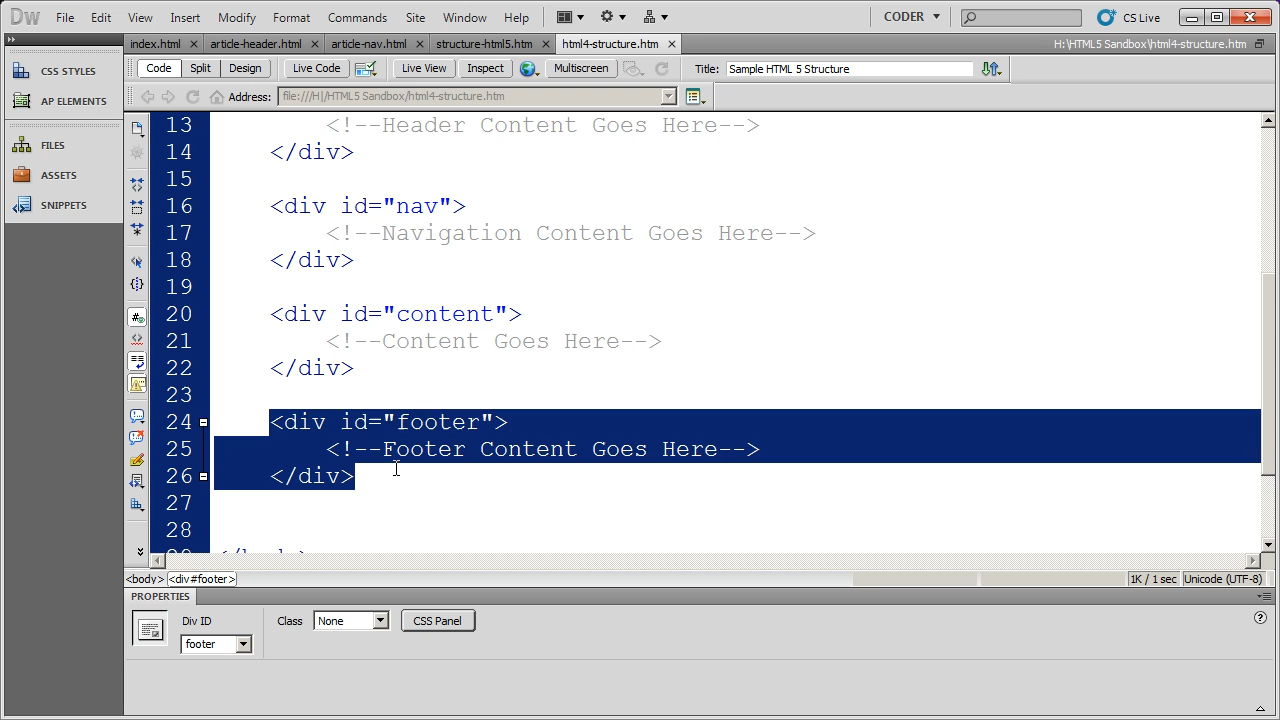 Dw File Edit View Insert Modify Format Commands Site Window Help CODER CS Live
index.html article-header.html article-nav.html structure-html5.htm html4-structure.htm H:\HTML5 Sandbox\html4-structure.htm
CSS STYLES Code Split Design Live Code Live View Inspect Multiscreen Title: Sample HTML 5 Structure
AP ELEMENTS Address: file:///H|/HTML5 Sandbox/html4-structure.htm
FILES
ASSETS
SNIPPETS
13 <!--Header Content Goes Here-->
14 </div>
15
16 <div id="nav">
17 <!--Navigation Content Goes Here-->
18 </div>
19
20 <div id="content">
21 <!--Content Goes Here-->
22 </div>
23
24 <div id="footer">
25 <!--Footer Content Goes Here-->
26 </div>
27
28
<body> <div#footer> 1K / 1 sec Unicode (UTF-8)
PROPERTIES
Div ID Class None CSS Panel
footer